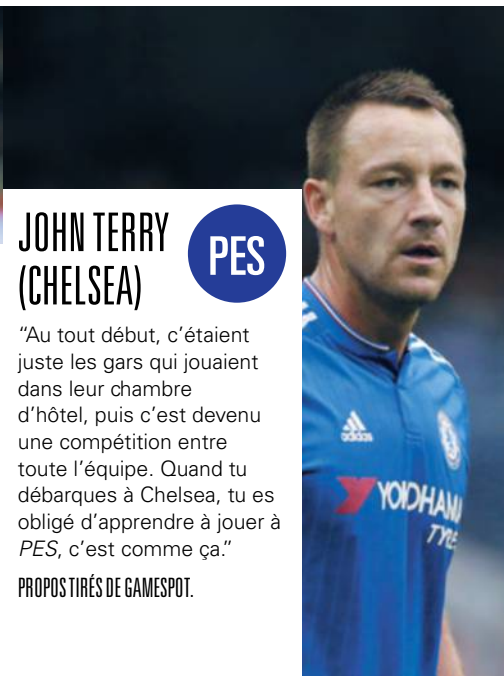 JOHN TERRY
(CHELSEA)
PES
“Au tout début, c’étaient
juste les gars qui jouaient
dans leur chambre
d’hôtel, puis c’est devenu
une compétition entre
toute l’équipe. Quand tu
débarques à Chelsea, tu es
obligé d’apprendre à jouer à
PES, c’est comme ça.”
PROPOS TIRÉS DE GAMESPOT.
adidas
YOKOHAMA
TYRES